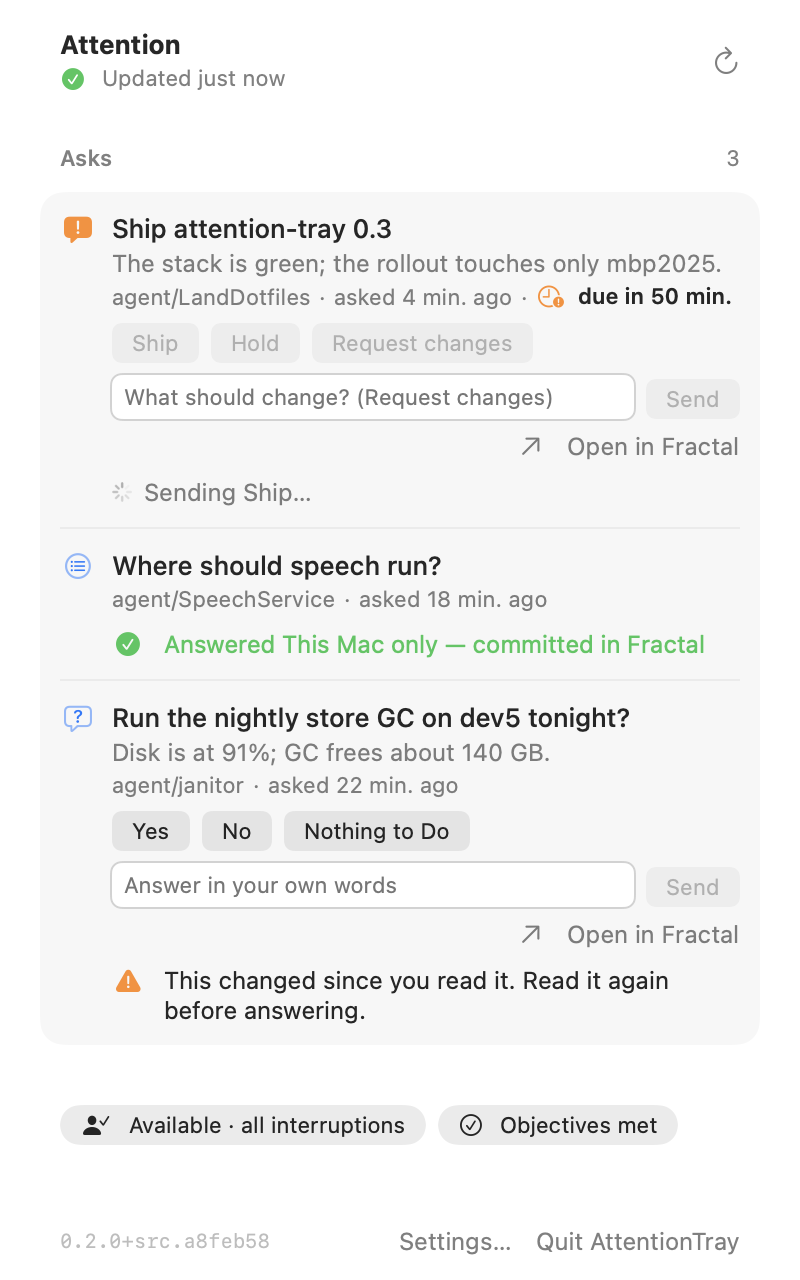 Attention
Updated just now
Asks 3
Ship attention-tray 0.3
The stack is green; the rollout touches only mbp2025.
agent/LandDotfiles · asked 4 min. ago · due in 50 min.
Ship Hold Request changes
What should change? (Request changes) Send
Open in Fractal
Sending Ship…
Where should speech run?
agent/SpeechService · asked 18 min. ago
Answered This Mac only — committed in Fractal
Run the nightly store GC on dev5 tonight?
Disk is at 91%; GC frees about 140 GB.
agent/janitor · asked 22 min. ago
Yes No Nothing to Do
Answer in your own words Send
Open in Fractal
This changed since you read it. Read it again
before answering.
Available · all interruptions Objectives met
0.2.0+src.a8feb58 Settings… Quit AttentionTray